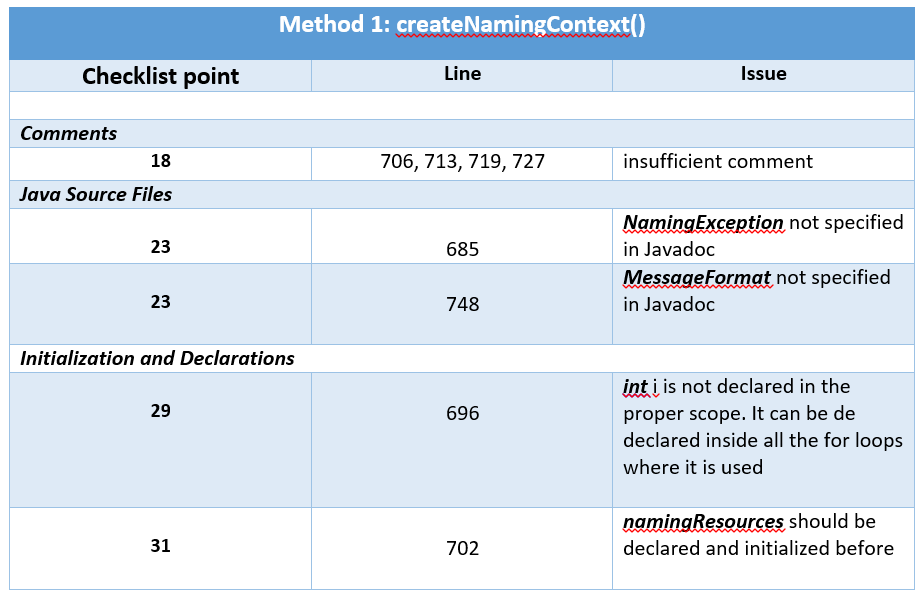 Method 1: createNamingContext()
Checklist point Line Issue
Comments
18 706, 713, 719, 727 insufficient comment
Java Source Files
NamingException not specified
23 685 in Javadoc
MessageFormat not specified
23 748 in Javadoc
Initialization and Declarations
int i is not declared in the
29 696 proper scope. It can be de
declared inside all the for loops
where it is used
namingResources should be
31 702 declared and initialized before